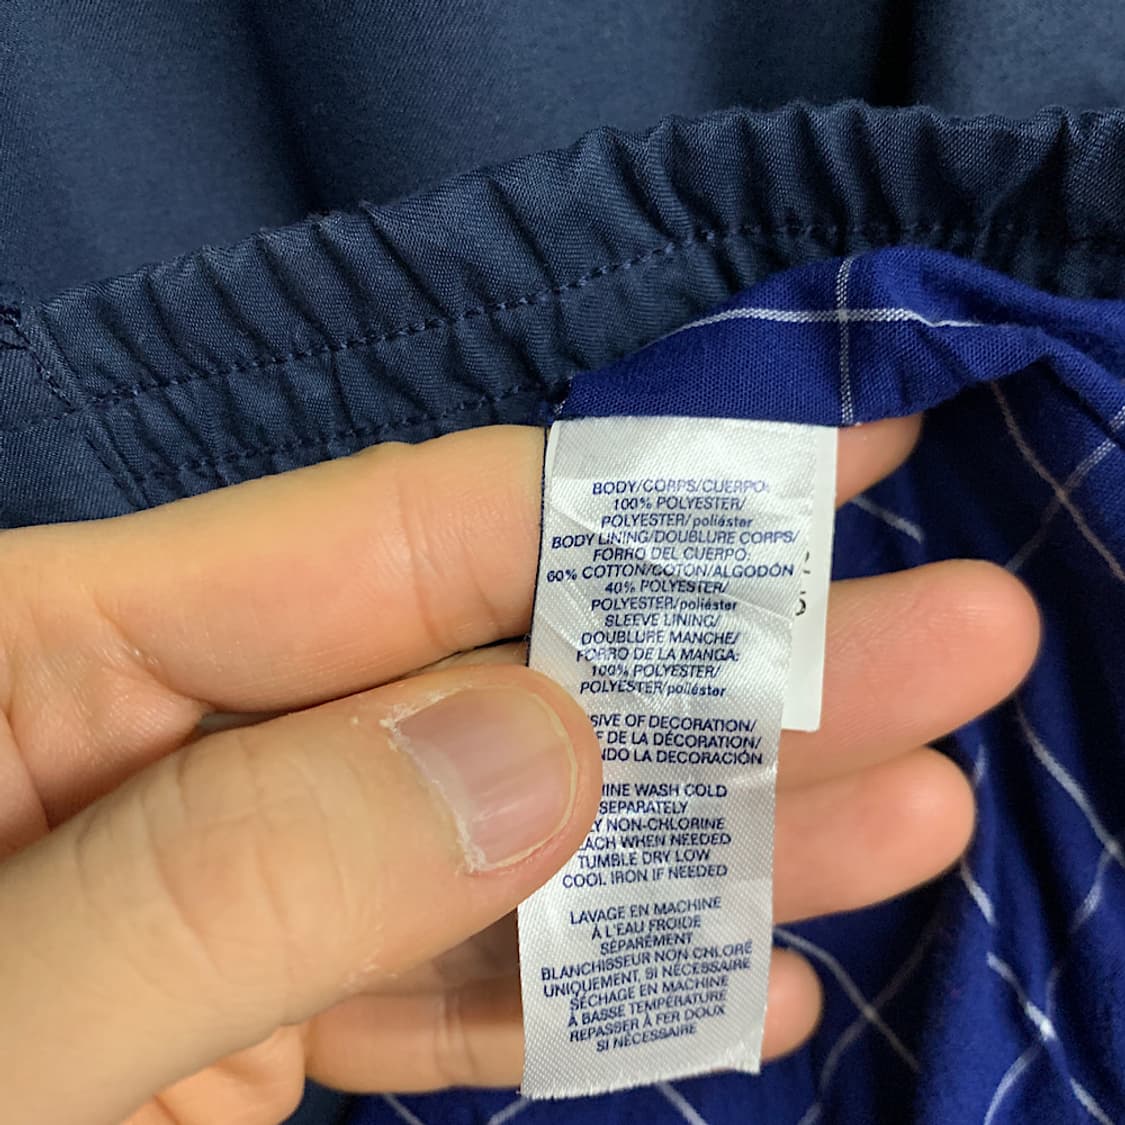 BODY/CORPS/CUERPO:
100% POLYESTER/
POLYESTER/poliéster
BODY LINING/DOUBLURE CORPS/
FORRO DEL CUERPO:
60% COTTON/COTON/ALGODÓN
40% POLYESTER/
POLYESTER/poliéster
SLEEVE LINING/
DOUBLURE MANCHE/
FORRO DE LA MANGA:
100% POLYESTER/
POLYESTER/poliéster
OF DECORATION/
DE LA DÉCORATION/
LA DECORACIÓN
WASH COLD
SEPARATELY
NON-CHLORINE
WHEN NEEDED
TUMBLE DRY LOW
COOL IRON IF NEEDED
LAVAGE EN MACHINE
À L'EAU FROIDE
SÉPARÉMENT
BLANCHISSEUR NON CHLORÉ
UNIQUEMENT, SI NÉCESSAIRE
SÉCHAGE EN MACHINE
À BASSE TEMPÉRATURE
REPASSER À FER DOUX
SI NÉCESSAIRE